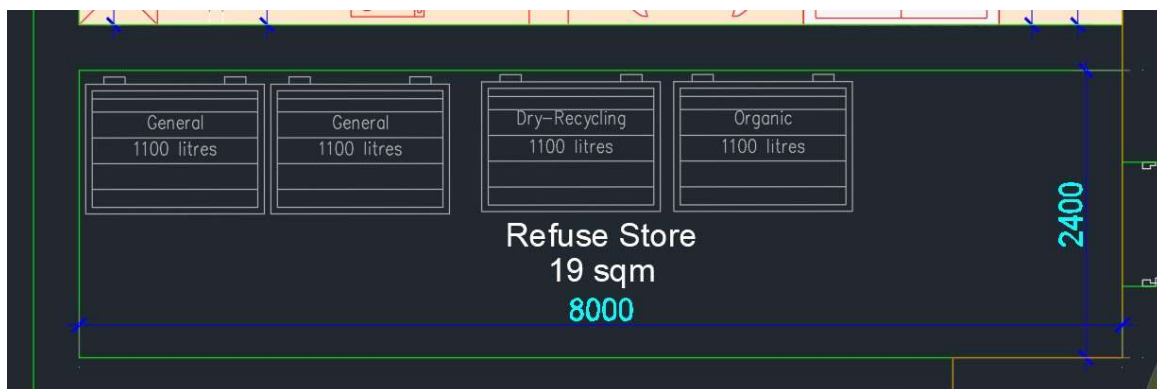 General
1100 litres
General
1100 litres
Dry-Recycling
1100 litres
Organic
1100 litres
2400
Refuse Store
19 sqm
8000